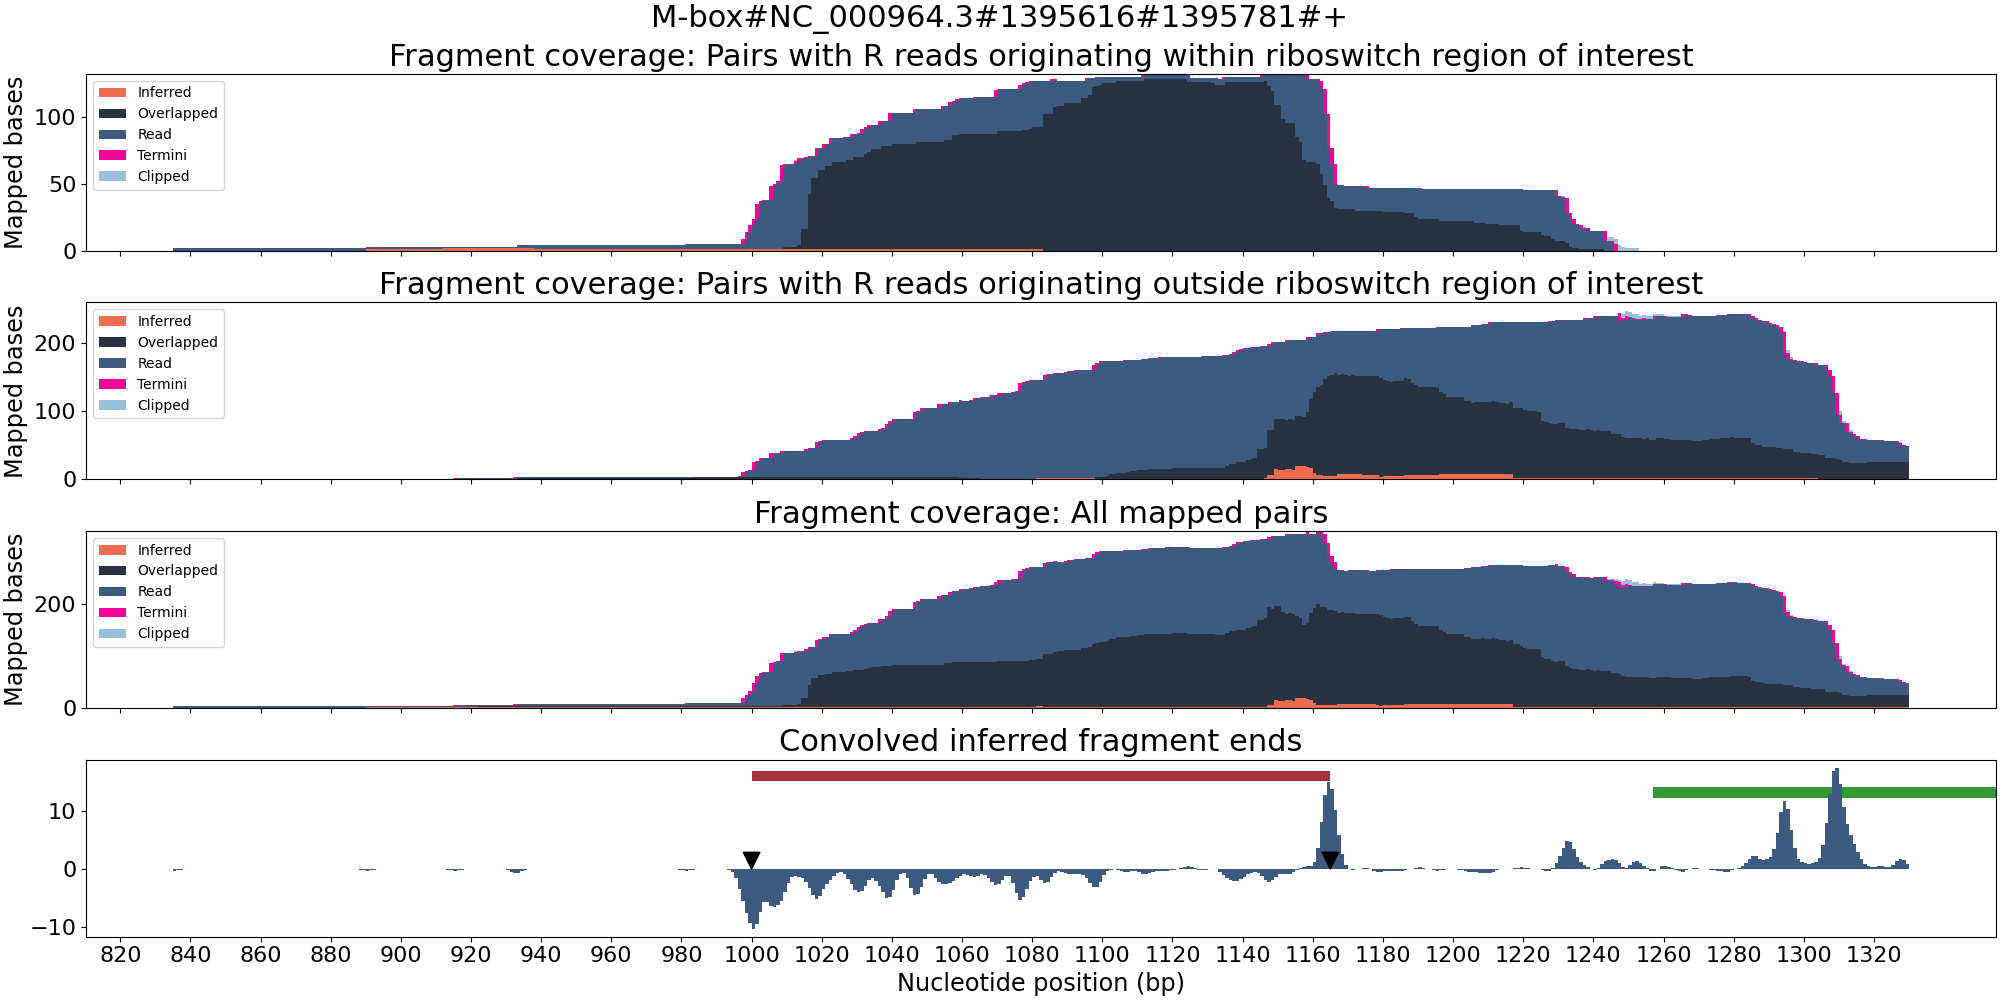 M-box#NC_000964.3#1395616#1395781#+
Fragment coverage: Pairs with R reads originating within riboswitch region of interest
Mapped bases
100
50
0
Inferred
Overlapped
Read
Termini
Clipped
Fragment coverage: Pairs with R reads originating outside riboswitch region of interest
Mapped bases
200
100
0
Inferred
Overlapped
Read
Termini
Clipped
Fragment coverage: All mapped pairs
Mapped bases
200
0
Inferred
Overlapped
Read
Termini
Clipped
Convolved inferred fragment ends
10
0
−10
820 840 860 880 900 920 940 960 980 1000 1020 1040 1060 1080 1100 1120 1140 1160 1180 1200 1220 1240 1260 1280 1300 1320
Nucleotide position (bp)